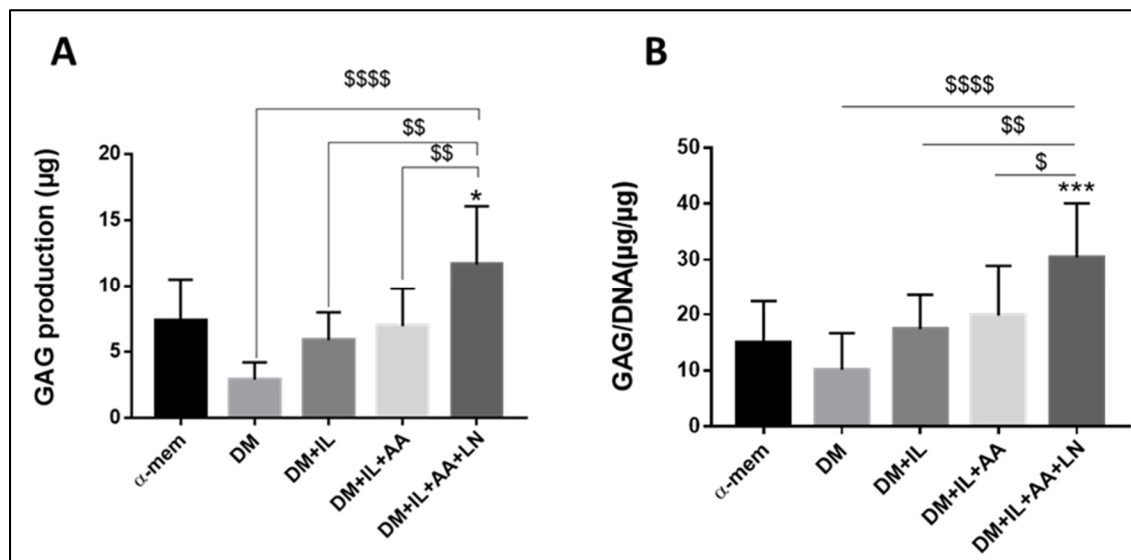 A
$$$$
$$
$$
*
GAG production (µg)
20
15
10
5
0
α-mem
DM
DM+IL
DM+IL+AA
DM+IL+AA+LN
B
$$$$
$$
$
***
GAG/DNA(µg/µg)
50
40
30
20
10
0
α-mem
DM
DM+IL
DM+IL+AA
DM+IL+AA+LN